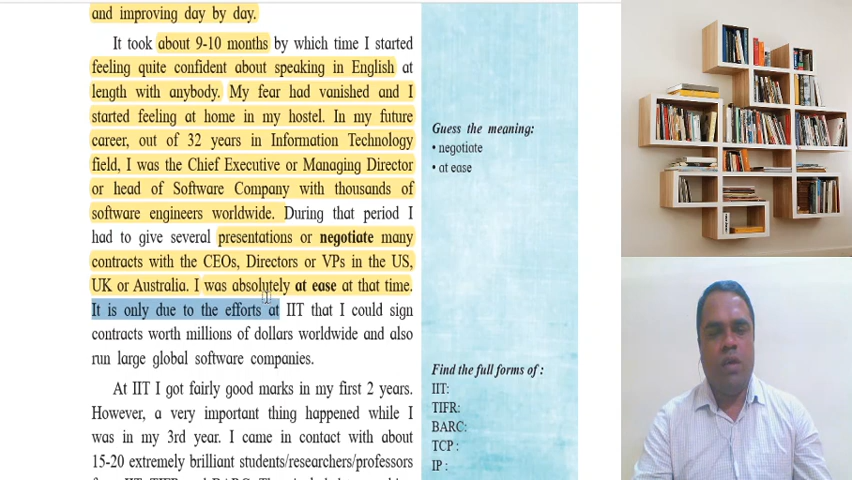 and improving day by day.
It took about 9-10 months by which time I started
feeling quite confident about speaking in English at
length with anybody. My fear had vanished and I
started feeling at home in my hostel. In my future
career, out of 32 years in Information Technology
field, I was the Chief Executive or Managing Director
or head of Software Company with thousands of
software engineers worldwide. During that period I
had to give several presentations or negotiate many
contracts with the CEOs, Directors or VPs in the US,
UK or Australia. I was absolutely at ease at that time.
It is only due to the efforts at IIT that I could sign
contracts worth millions of dollars worldwide and also
run large global software companies.
At IIT I got fairly good marks in my first 2 years.
However, a very important thing happened while I
was in my 3rd year. I came in contact with about
15-20 extremely brilliant students/researchers/professors
Guess the meaning:
• negotiate
• at ease
Find the full forms of :
IIT:
TIFR:
BARC:
TCP :
IP :